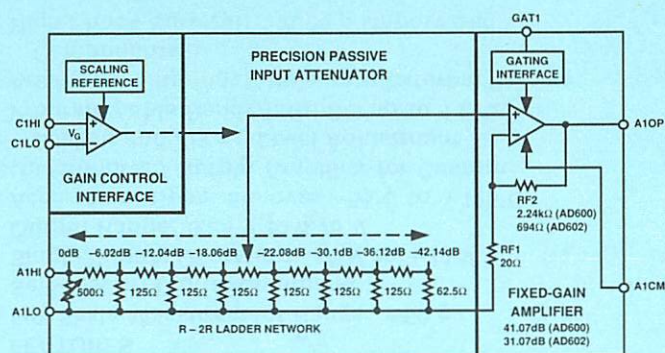 GAT1
PRECISION PASSIVE
INPUT ATTENUATOR
GATING
INTERFACE
SCALING
REFERENCE
C1HI
C1LO
VG
+
−
A1OP
GAIN CONTROL
INTERFACE
RF2
2.24kΩ (AD600)
694Ω (AD602)
RF1
20Ω
0dB −6.02dB −12.04dB −18.06dB −22.08dB −30.1dB −36.12dB −42.14dB
A1HI
500Ω 125Ω 125Ω 125Ω 125Ω 125Ω 125Ω 62.5Ω
A1LO
A1CM
R – 2R LADDER NETWORK
FIXED-GAIN
AMPLIFIER
41.07dB (AD600)
31.07dB (AD602)